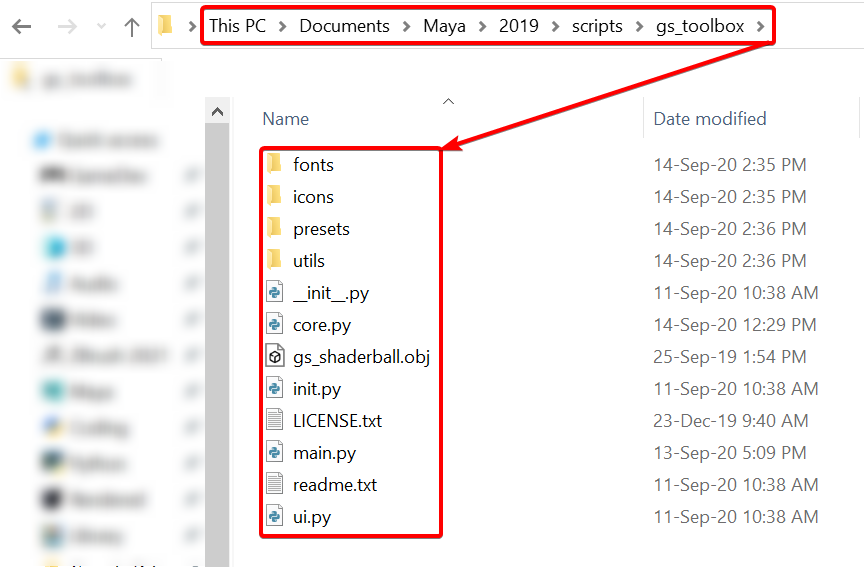 This PC > Documents > Maya > 2019 > scripts > gs_toolbox >
Name Date modified
fonts 14-Sep-20 2:35 PM
icons 14-Sep-20 2:35 PM
presets 14-Sep-20 2:36 PM
utils 14-Sep-20 2:36 PM
__init__.py 11-Sep-20 10:38 AM
core.py 14-Sep-20 12:29 PM
gs_shaderball.obj 25-Sep-19 1:54 PM
init.py 11-Sep-20 10:38 AM
LICENSE.txt 23-Dec-19 9:40 AM
main.py 13-Sep-20 5:09 PM
readme.txt 11-Sep-20 10:38 AM
ui.py 11-Sep-20 10:38 AM